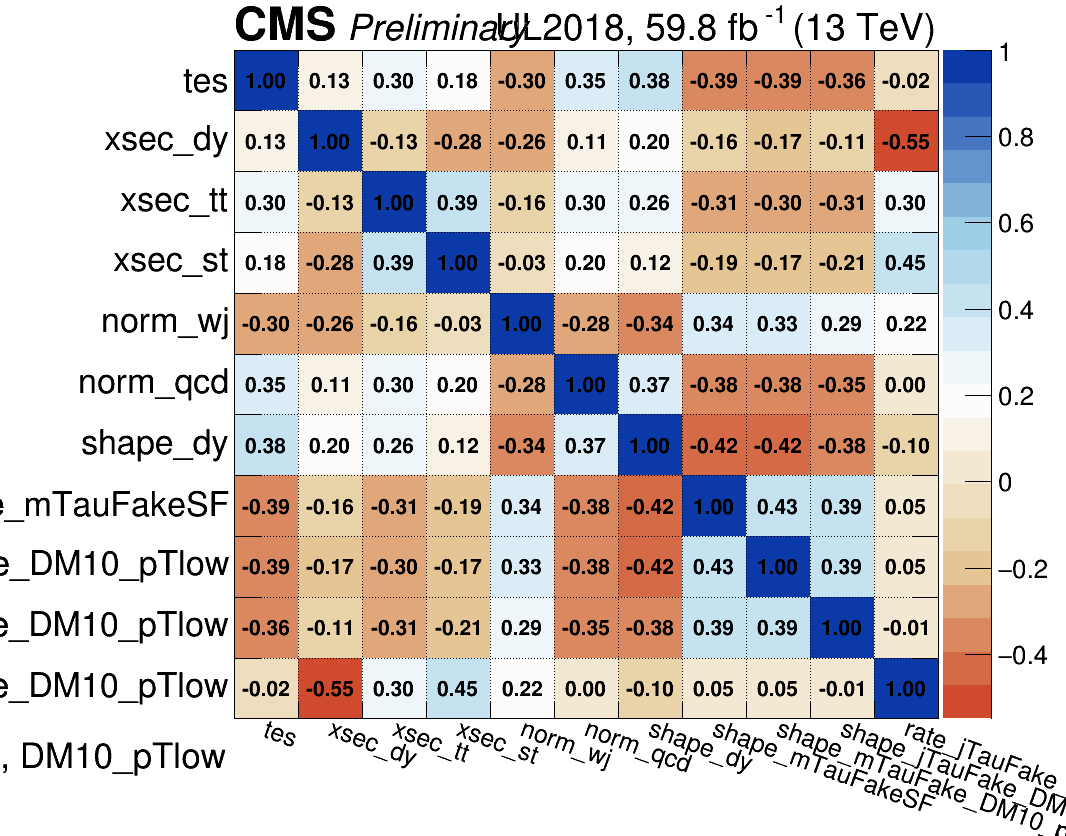 CMS Preliminary UL2018, 59.8 fb -1 (13 TeV)
tes 1.00 0.13 0.30 0.18 -0.30 0.35 0.38 -0.39 -0.39 -0.36 -0.02
xsec_dy 0.13 1.00 -0.13 -0.28 -0.26 0.11 0.20 -0.16 -0.17 -0.11 -0.55
xsec_tt 0.30 -0.13 1.00 0.39 -0.16 0.30 0.26 -0.31 -0.30 -0.31 0.30
xsec_st 0.18 -0.28 0.39 1.00 -0.03 0.20 0.12 -0.19 -0.17 -0.21 0.45
norm_wj -0.30 -0.26 -0.16 -0.03 1.00 -0.28 -0.34 0.34 0.33 0.29 0.22
norm_qcd 0.35 0.11 0.30 0.20 -0.28 1.00 0.37 -0.38 -0.38 -0.35 0.00
shape_dy 0.38 0.20 0.26 0.12 -0.34 0.37 1.00 -0.42 -0.42 -0.38 -0.10
e_mTauFakeSF -0.39 -0.16 -0.31 -0.19 0.34 -0.38 -0.42 1.00 0.43 0.39 0.05
e_DM10_pTlow -0.39 -0.17 -0.30 -0.17 0.33 -0.38 -0.42 0.43 1.00 0.39 0.05
e_DM10_pTlow -0.36 -0.11 -0.31 -0.21 0.29 -0.35 -0.38 0.39 0.39 1.00 -0.01
e_DM10_pTlow -0.02 -0.55 0.30 0.45 0.22 0.00 -0.10 0.05 0.05 -0.01 1.00
1
0.8
0.6
0.4
0.2
0
−0.2
−0.4
tes
xsec_dy
xsec_tt
xsec_st
norm_wj
norm_qcd
shape_dy
shape_mTauFakeSF
shape_mTauFake_DM10_p
shape_jTauFake_DM
rate_jTauFake_
, DM10_pTlow